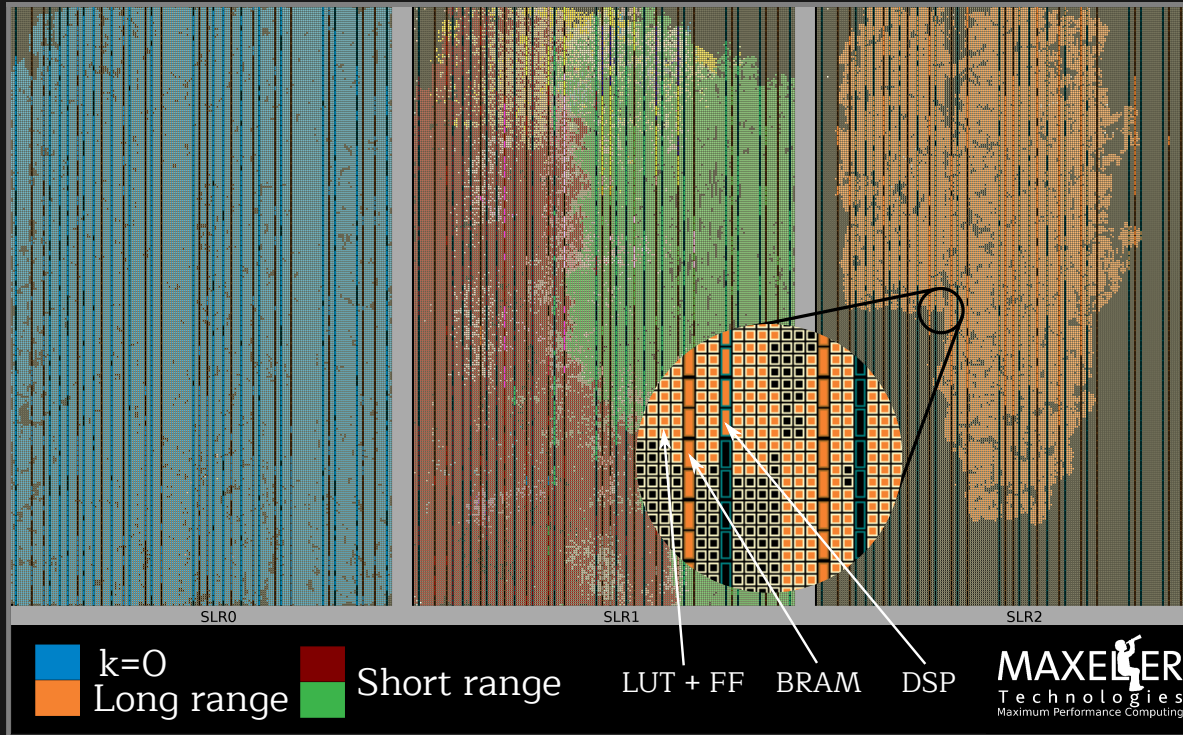 SLR0
SLR1
SLR2
k=0
Long range
Short range
LUT + FF
BRAM
DSP
MAXELER
Technologies
Maximum Performance Computing